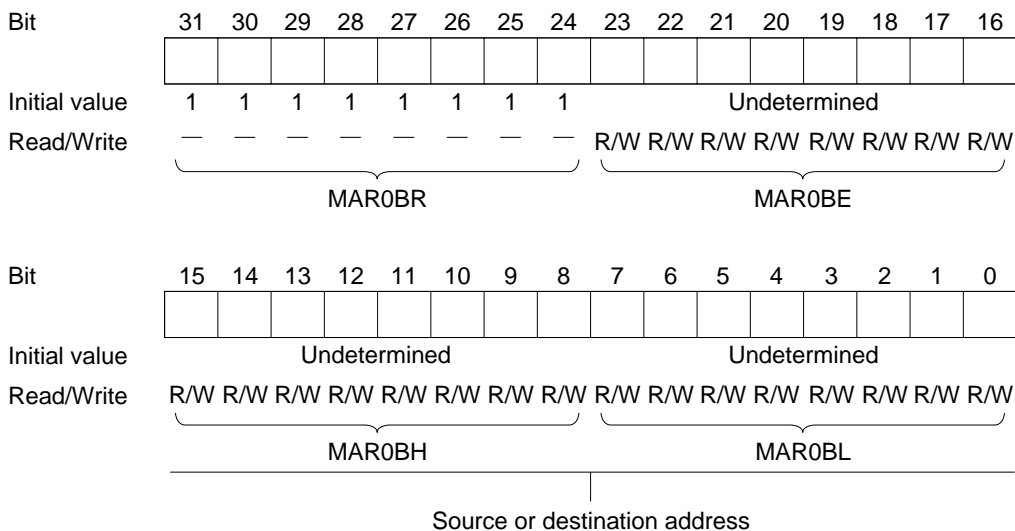 Bit 31 30 29 28 27 26 25 24 23 22 21 20 19 18 17 16
Initial value 1 1 1 1 1 1 1 1 Undetermined
Read/Write — — — — — — — — R/W R/W R/W R/W R/W R/W R/W R/W
MAR0BR MAR0BE
Bit 15 14 13 12 11 10 9 8 7 6 5 4 3 2 1 0
Initial value Undetermined Undetermined
Read/Write R/W R/W R/W R/W R/W R/W R/W R/W R/W R/W R/W R/W R/W R/W R/W R/W
MAR0BH MAR0BL
Source or destination address